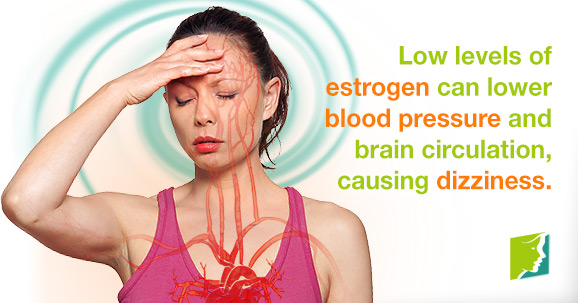 Low levels of
estrogen can lower
blood pressure and
brain circulation,
causing dizziness.